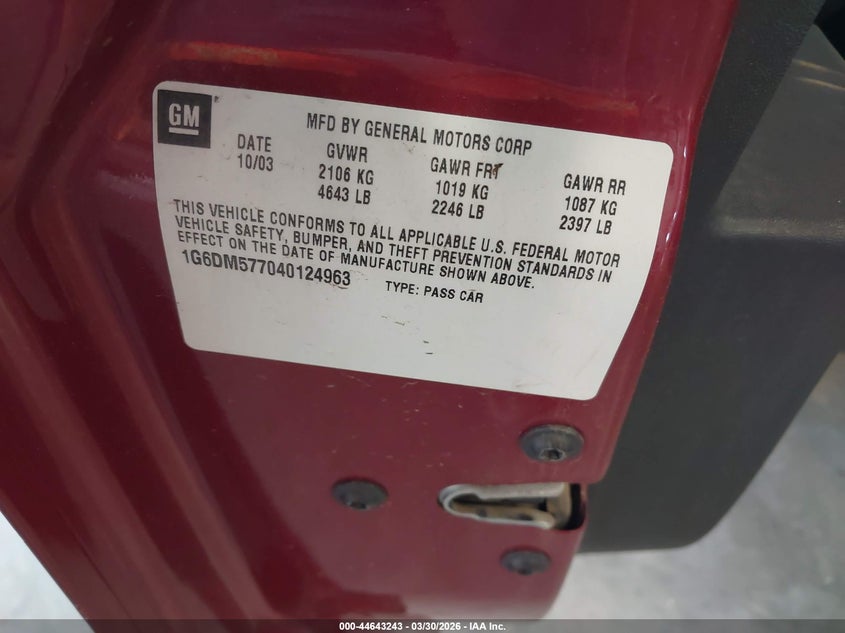 GM
MFD BY GENERAL MOTORS CORP
DATE GVWR GAWR FRT GAWR RR
10/03 2106 KG 1019 KG 1087 KG
4643 LB 2246 LB 2397 LB
THIS VEHICLE CONFORMS TO ALL APPLICABLE U.S. FEDERAL MOTOR
VEHICLE SAFETY, BUMPER, AND THEFT PREVENTION STANDARDS IN
EFFECT ON THE DATE OF MANUFACTURE SHOWN ABOVE.
1G6DM577040124963 TYPE: PASS CAR
000-44643243 - 03/30/2026 - IAA Inc.